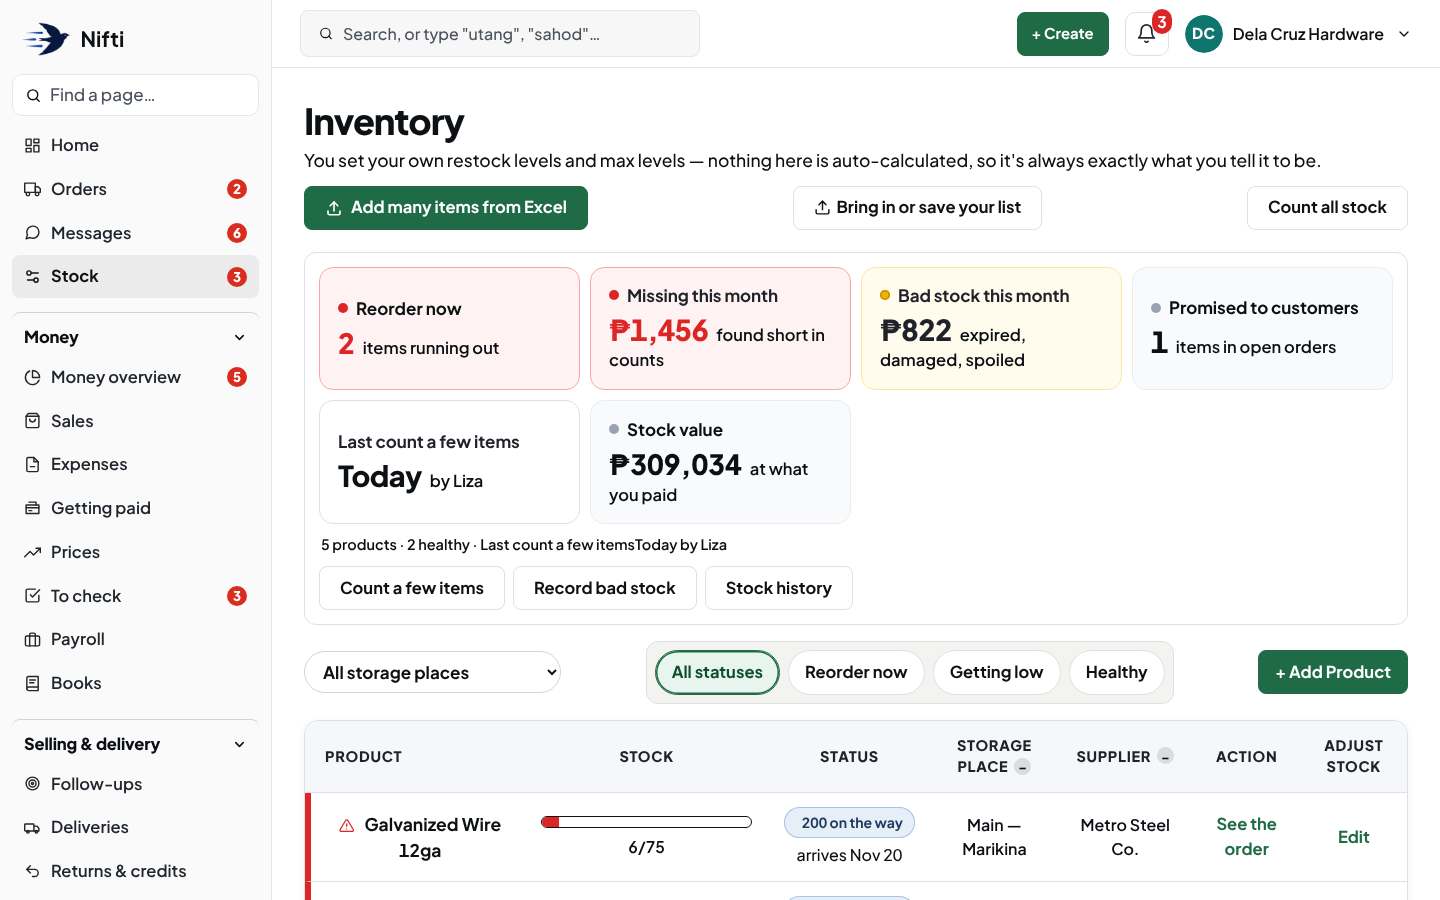 Nifti
Find a page...
Home
Orders 2
Messages 6
Stock 3
Money
Money overview 5
Sales
Expenses
Getting paid
Prices
To check 3
Payroll
Books
Selling & delivery
Follow-ups
Deliveries
Returns & credits
Search, or type "utang", "sahod"...
+ Create
3
DC Dela Cruz Hardware
Inventory
You set your own restock levels and max levels — nothing here is auto-calculated, so it's always exactly what you tell it to be.
Add many items from Excel
Bring in or save your list
Count all stock
Reorder now
2 items running out
Missing this month
₱1,456 found short in
counts
Bad stock this month
₱822 expired,
damaged, spoiled
Promised to customers
1 items in open orders
Last count a few items
Today by Liza
Stock value
₱309,034 at what
you paid
5 products · 2 healthy · Last count a few itemsToday by Liza
Count a few items
Record bad stock
Stock history
All storage places
All statuses
Reorder now
Getting low
Healthy
+ Add Product
PRODUCT
STOCK
STATUS
STORAGE
PLACE –
SUPPLIER –
ACTION
ADJUST
STOCK
Galvanized Wire
12ga
6/75
200 on the way
arrives Nov 20
Main —
Marikina
Metro Steel
Co.
See the
order
Edit